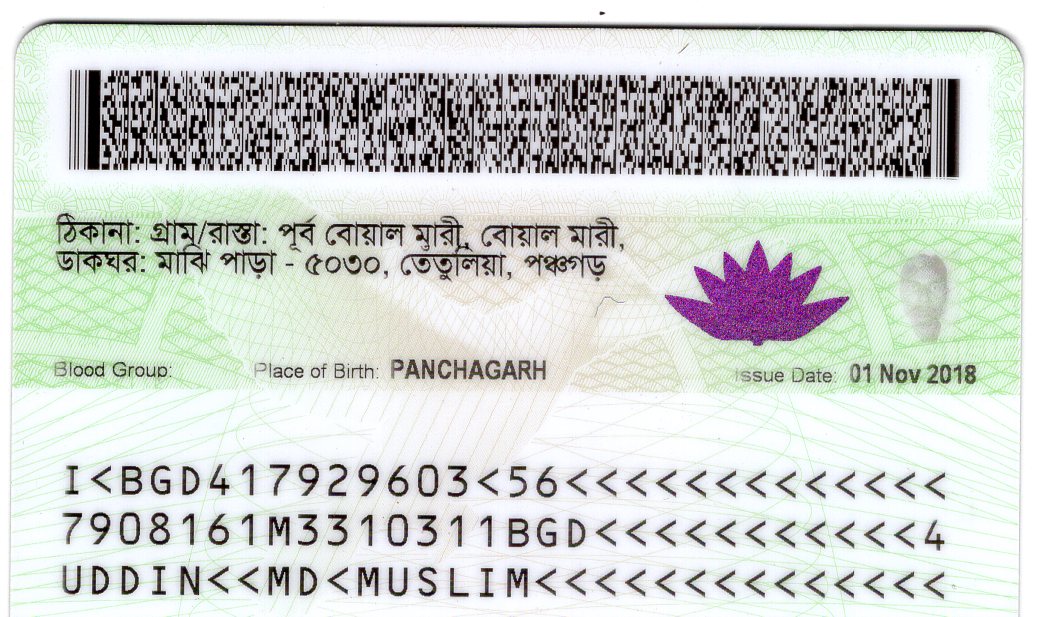 ঠিকানা: গ্রাম/রাস্তা: পূর্ব বোয়াল মারী, বোয়াল মারী,
ডাকঘর: মাঝি পাড়া - ৫০৩০, তেঁতুলিয়া, পঞ্চগড়
Blood Group: Place of Birth: PANCHAGARH Issue Date: 01 Nov 2018
I<BGD417929603<56<<<<<<<<<<<<<
7908161M3310311BGD<<<<<<<<<<<4
UDDIN<<MD<MUSLIM<<<<<<<<<<<<<<